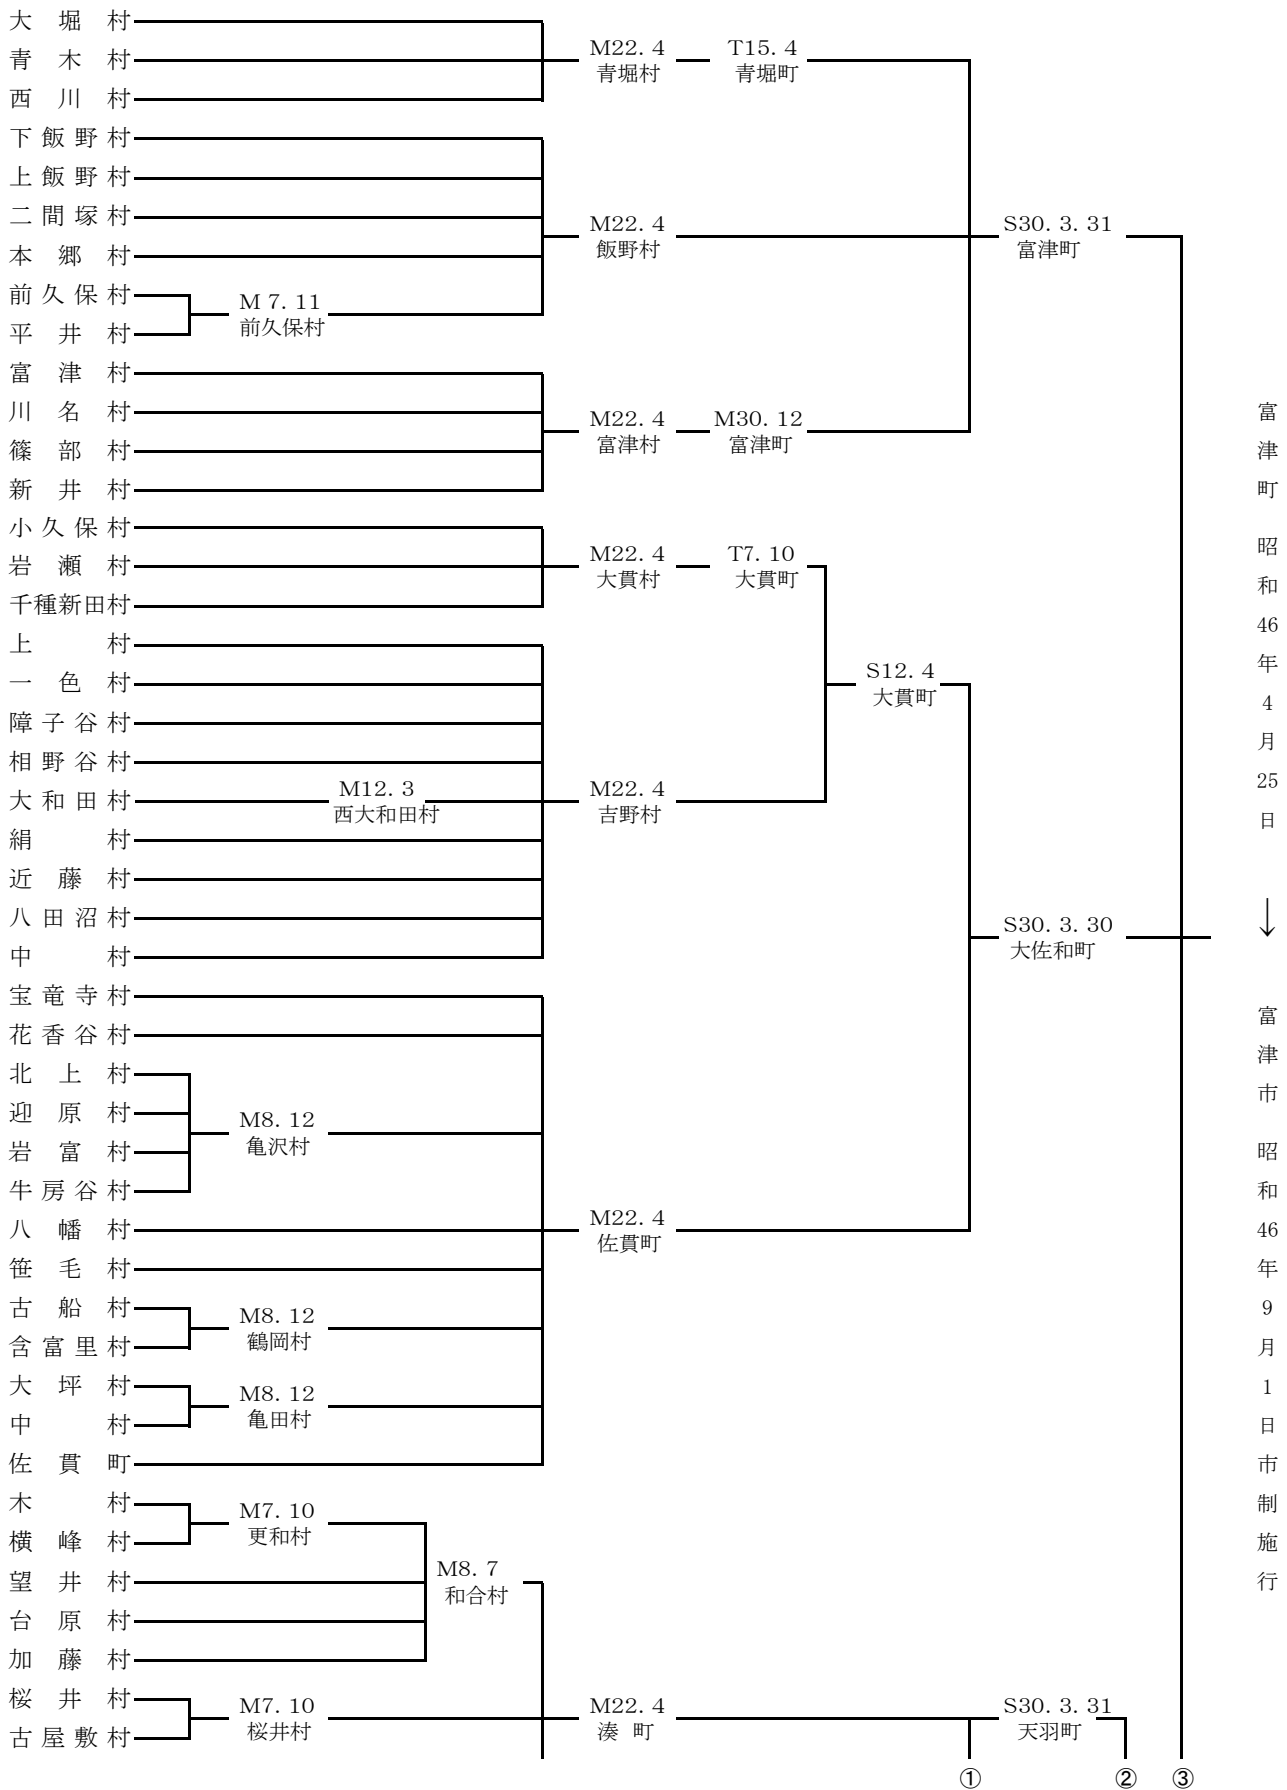 大堀村
青木村
西川村
下飯野村
上飯野村
二間塚村
本郷村
前久保村
平井村
富津村
川名村
篠部村
新井村
小久保村
岩瀬村
千種新田村
上村
一色村
障子谷村
相野谷村
大和田村
絹村
近藤村
八田沼村
中村
宝竜寺村
花香谷村
北上村
迎原村
岩富村
牛房谷村
八幡村
笹毛村
古船村
含富里村
大坪村
中村
佐貫町
木村
横峰村
望井村
台原村
加藤村
桜井村
古屋敷村
M 7. 11
前久保村
M12. 3
西大和田村
M8. 12
亀沢村
M8. 12
鶴岡村
M8. 12
亀田村
M7. 10
更和村
M8. 7
和合村
M7. 10
桜井村
M22. 4
青堀村
T15. 4
青堀町
M22. 4
飯野村
M22. 4
富津村
M30. 12
富津町
M22. 4
大貫村
T7. 10
大貫町
M22. 4
吉野村
S12. 4
大貫町
M22. 4
佐貫町
M22. 4
湊 町
S30. 3. 31
富津町
S30. 3. 30
大佐和町
S30. 3. 31
天羽町
① ② ③
富津町 昭和46年4月25日 ↓ 富津市 昭和46年9月1日市制施行